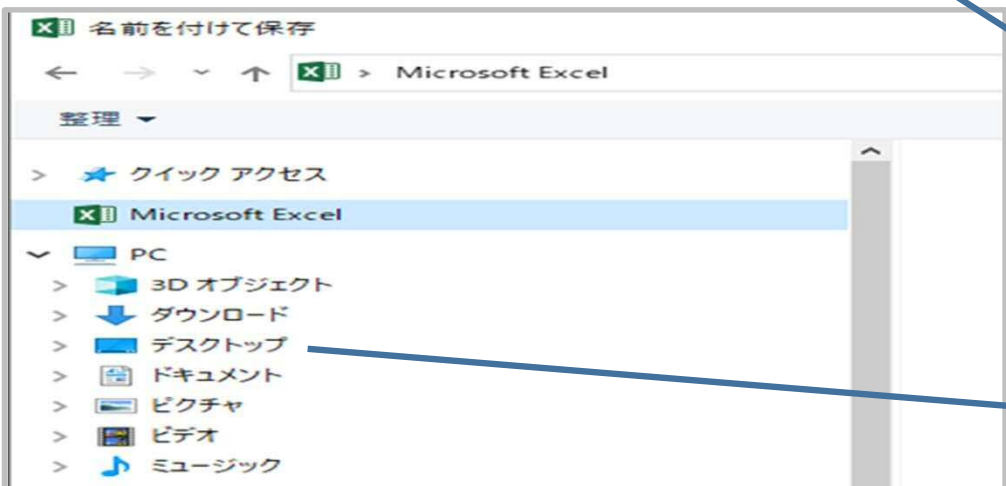 名前を付けて保存
Microsoft Excel
整理
クイック アクセス
Microsoft Excel
PC
3D オブジェクト
ダウンロード
デスクトップ
ドキュメント
ピクチャ
ビデオ
ミュージック